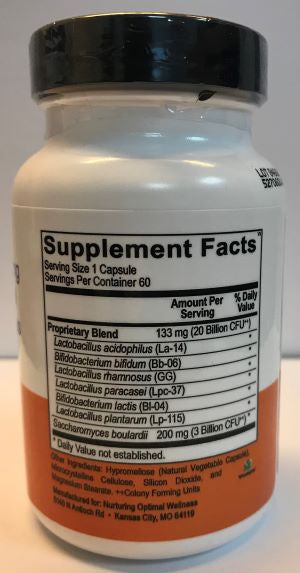 LOT
Supplement Facts
Serving Size 1 Capsule
Servings Per Container 60
Amount Per Serving
% Daily Value
Proprietary Blend 133 mg (20 Billion CFU**)
Lactobacillus acidophilus (La-14) *
Bifidobacterium bifidum (Bb-06) *
Lactobacillus rhamnosus (GG) *
Lactobacillus paracasei (Lpc-37) *
Bifidobacterium lactis (Bl-04) *
Lactobacillus plantarum (Lp-115) *
Saccharomyces boulardii 200 mg (3 Billion CFU**) *
* Daily Value not established.
Other Ingredients: Hypromellose (Natural Vegetable Capsule),
Microcrystalline Cellulose, Silicon Dioxide, and
Magnesium Stearate. ++Colony Forming Units
Manufactured for: Nurturing Optimal Wellness
N Antioch Rd • Kansas City, MO 64119